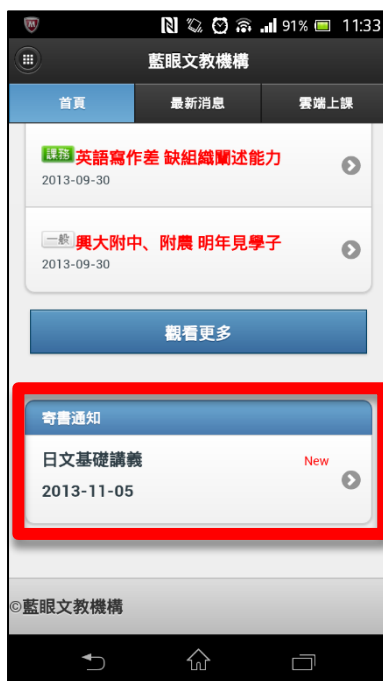 91% 11:33
藍眼文教機構
首頁 最新消息 雲端上課
課務 英語寫作差 缺組織闡述能力
2013-09-30
一般 興大附中、附農 明年見學子
2013-09-30
觀看更多
寄書通知
日文基礎講義 New
2013-11-05
©藍眼文教機構